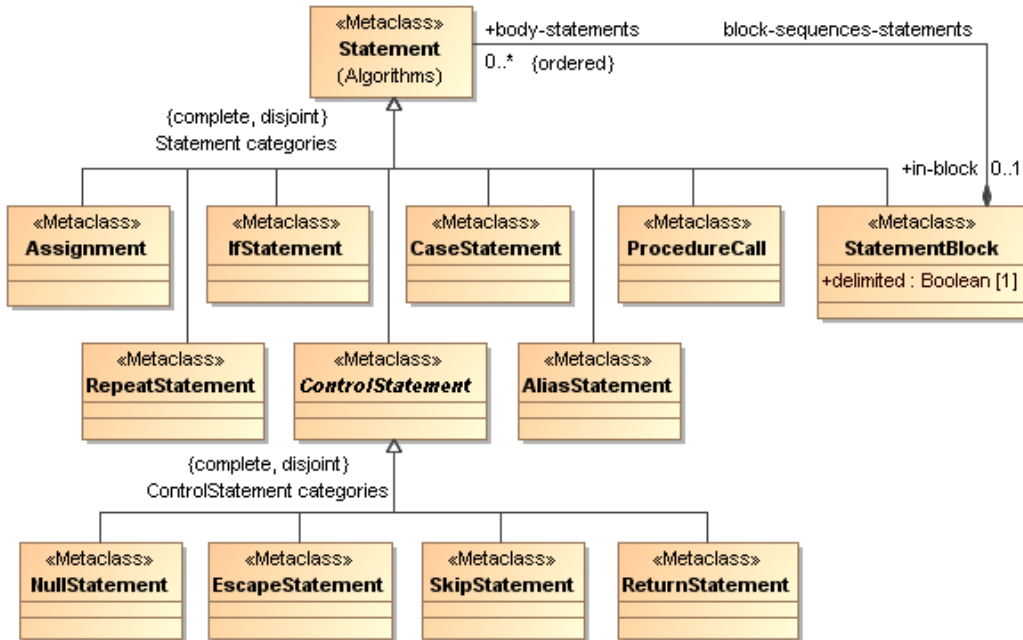 «Metaclass»
Statement
(Algorithms)
+body-statements
block-sequences-statements
0..* {ordered}
{complete, disjoint}
Statement categories
+in-block 0..1
«Metaclass»
Assignment
«Metaclass»
IfStatement
«Metaclass»
CaseStatement
«Metaclass»
ProcedureCall
«Metaclass»
StatementBlock
+delimited : Boolean [1]
«Metaclass»
RepeatStatement
«Metaclass»
ControlStatement
«Metaclass»
AliasStatement
{complete, disjoint}
ControlStatement categories
«Metaclass»
NullStatement
«Metaclass»
EscapeStatement
«Metaclass»
SkipStatement
«Metaclass»
ReturnStatement